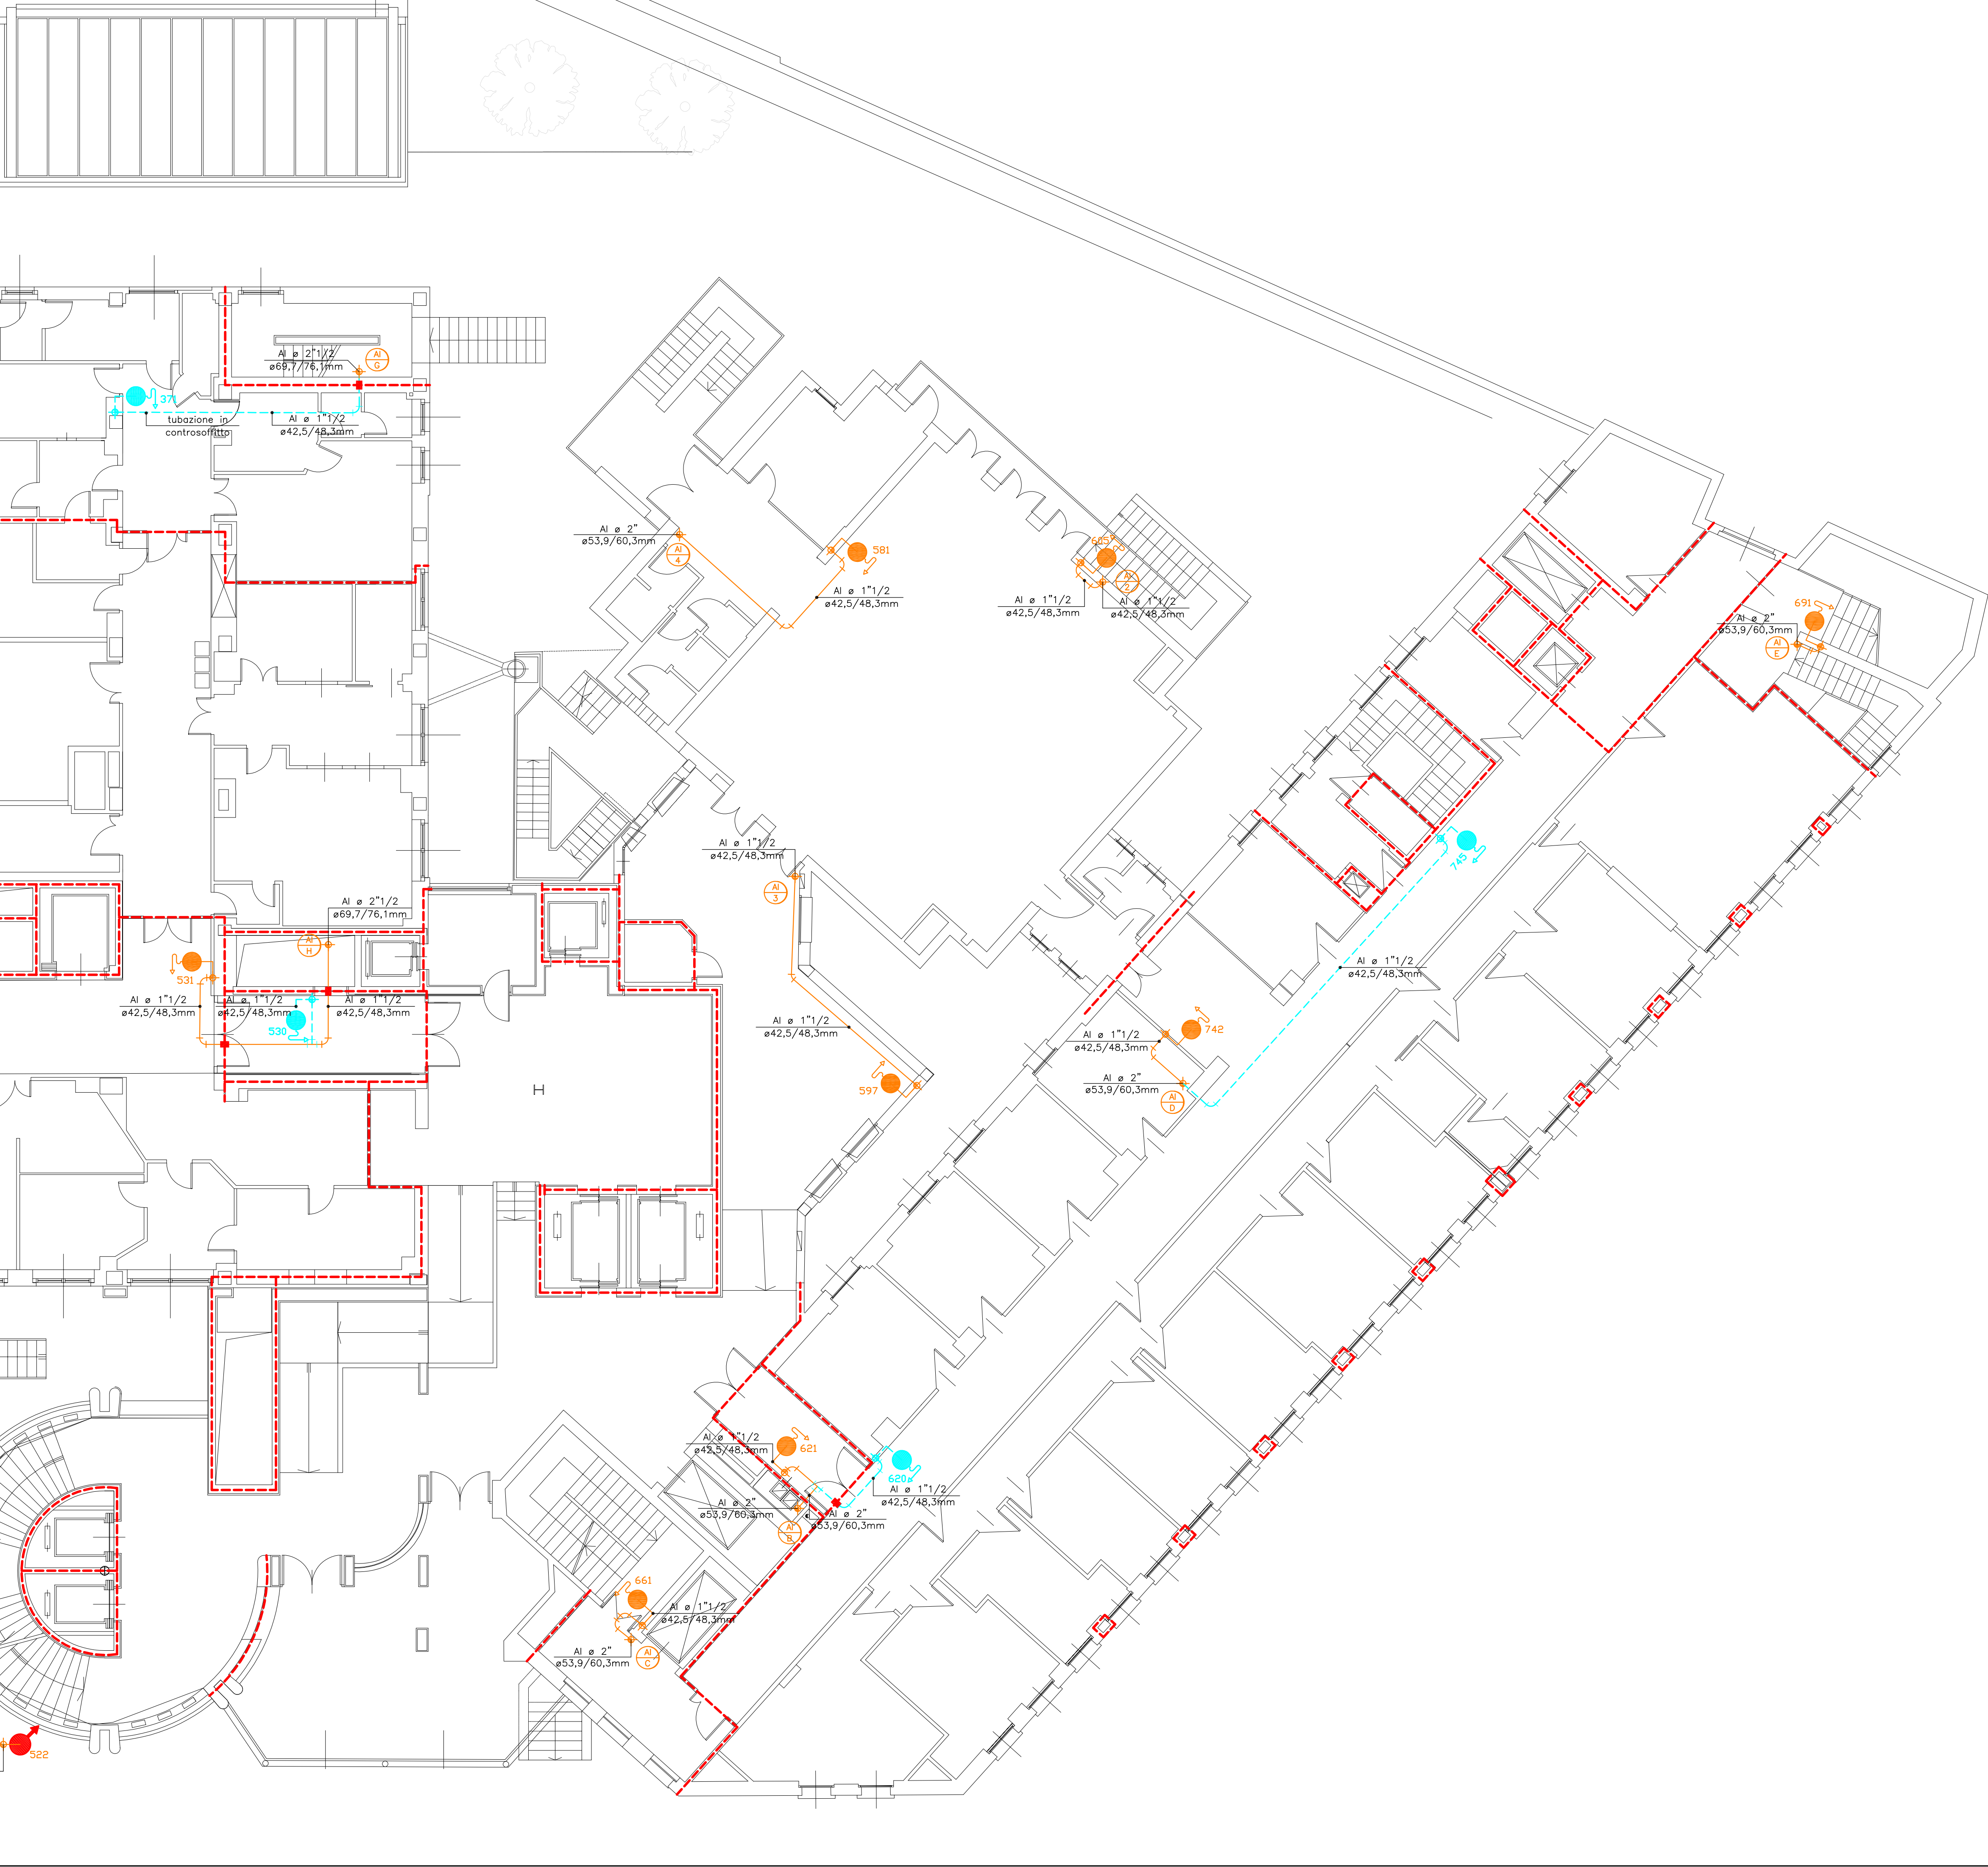 Al ø 2"1/2
ø69,7/76,1mm
Al
G
371
tubazione in
controsoffitto
Al ø 1"1/2
ø42,5/48,3mm
Al ø 2"
ø53,9/60,3mm
Al
4
581
Al ø 1"1/2
ø42,5/48,3mm
605
Al
2
Al ø 1"1/2
ø42,5/48,3mm
Al ø 1"1/2
ø42,5/48,3mm
691
Al ø 2"
ø53,9/60,3mm
Al
E
Al ø 1"1/2
ø42,5/48,3mm
Al
3
745
Al ø 2"1/2
ø69,7/76,1mm
Al
H
531
Al ø 1"1/2
ø42,5/48,3mm
Al ø 1"1/2
ø42,5/48,3mm
Al ø 1"1/2
ø42,5/48,3mm
530
Al ø 1"1/2
ø42,5/48,3mm
Al ø 1"1/2
ø42,5/48,3mm
742
Al ø 1"1/2
ø42,5/48,3mm
Al ø 2"
ø53,9/60,3mm
Al
D
597
H
Al ø 1"1/2
ø42,5/48,3mm
621
620
Al ø 1"1/2
ø42,5/48,3mm
Al ø 2"
ø53,9/60,3mm
Al ø 2"
ø53,9/60,3mm
Al
B
661
Al ø 1"1/2
ø42,5/48,3mm
Al ø 2"
ø53,9/60,3mm
Al
C
522